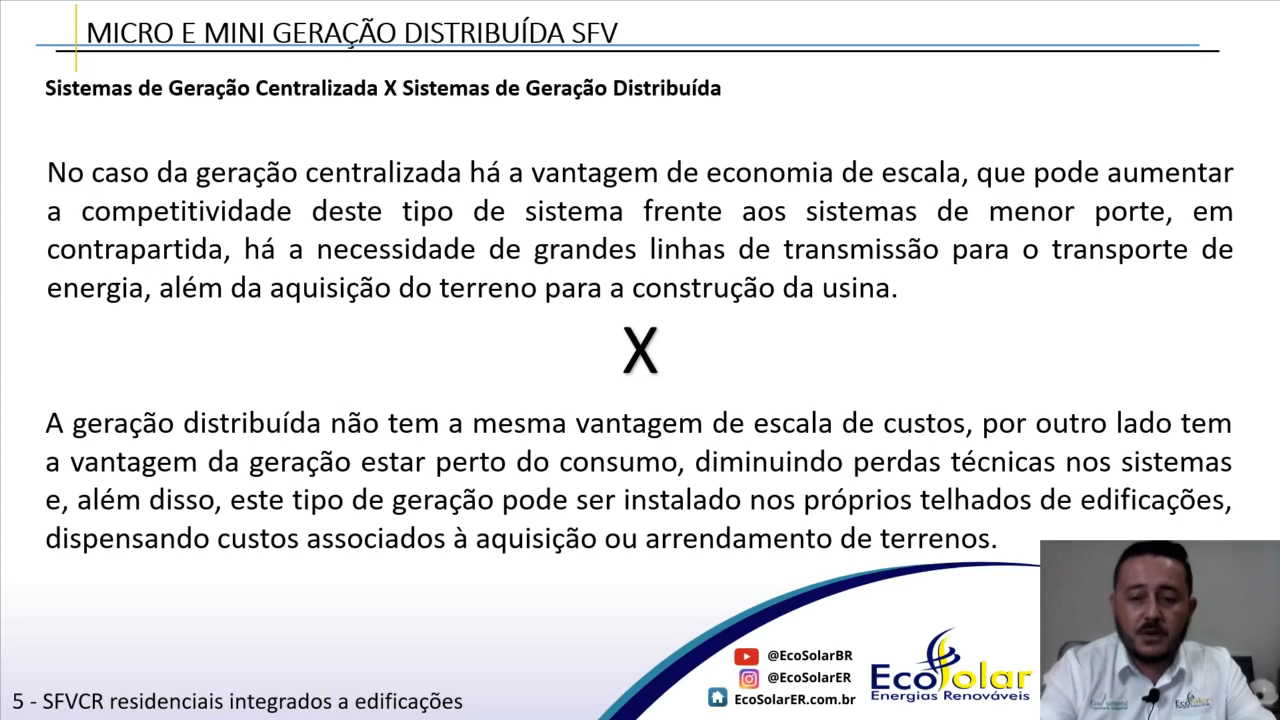 MICRO E MINI GERAÇÃO DISTRIBUÍDA SFV
Sistemas de Geração Centralizada X Sistemas de Geração Distribuída
No caso da geração centralizada há a vantagem de economia de escala, que pode aumentar
a competitividade deste tipo de sistema frente aos sistemas de menor porte, em
contrapartida, há a necessidade de grandes linhas de transmissão para o transporte de
energia, além da aquisição do terreno para a construção da usina.
X
A geração distribuída não tem a mesma vantagem de escala de custos, por outro lado tem
a vantagem da geração estar perto do consumo, diminuindo perdas técnicas nos sistemas
e, além disso, este tipo de geração pode ser instalado nos próprios telhados de edificações,
dispensando custos associados à aquisição ou arrendamento de terrenos.
@EcoSolarBR
@EcoSolarER
EcoSolarER.com.br
EcoSolar
Energias Renováveis
5 - SFVCR residenciais integrados a edificações